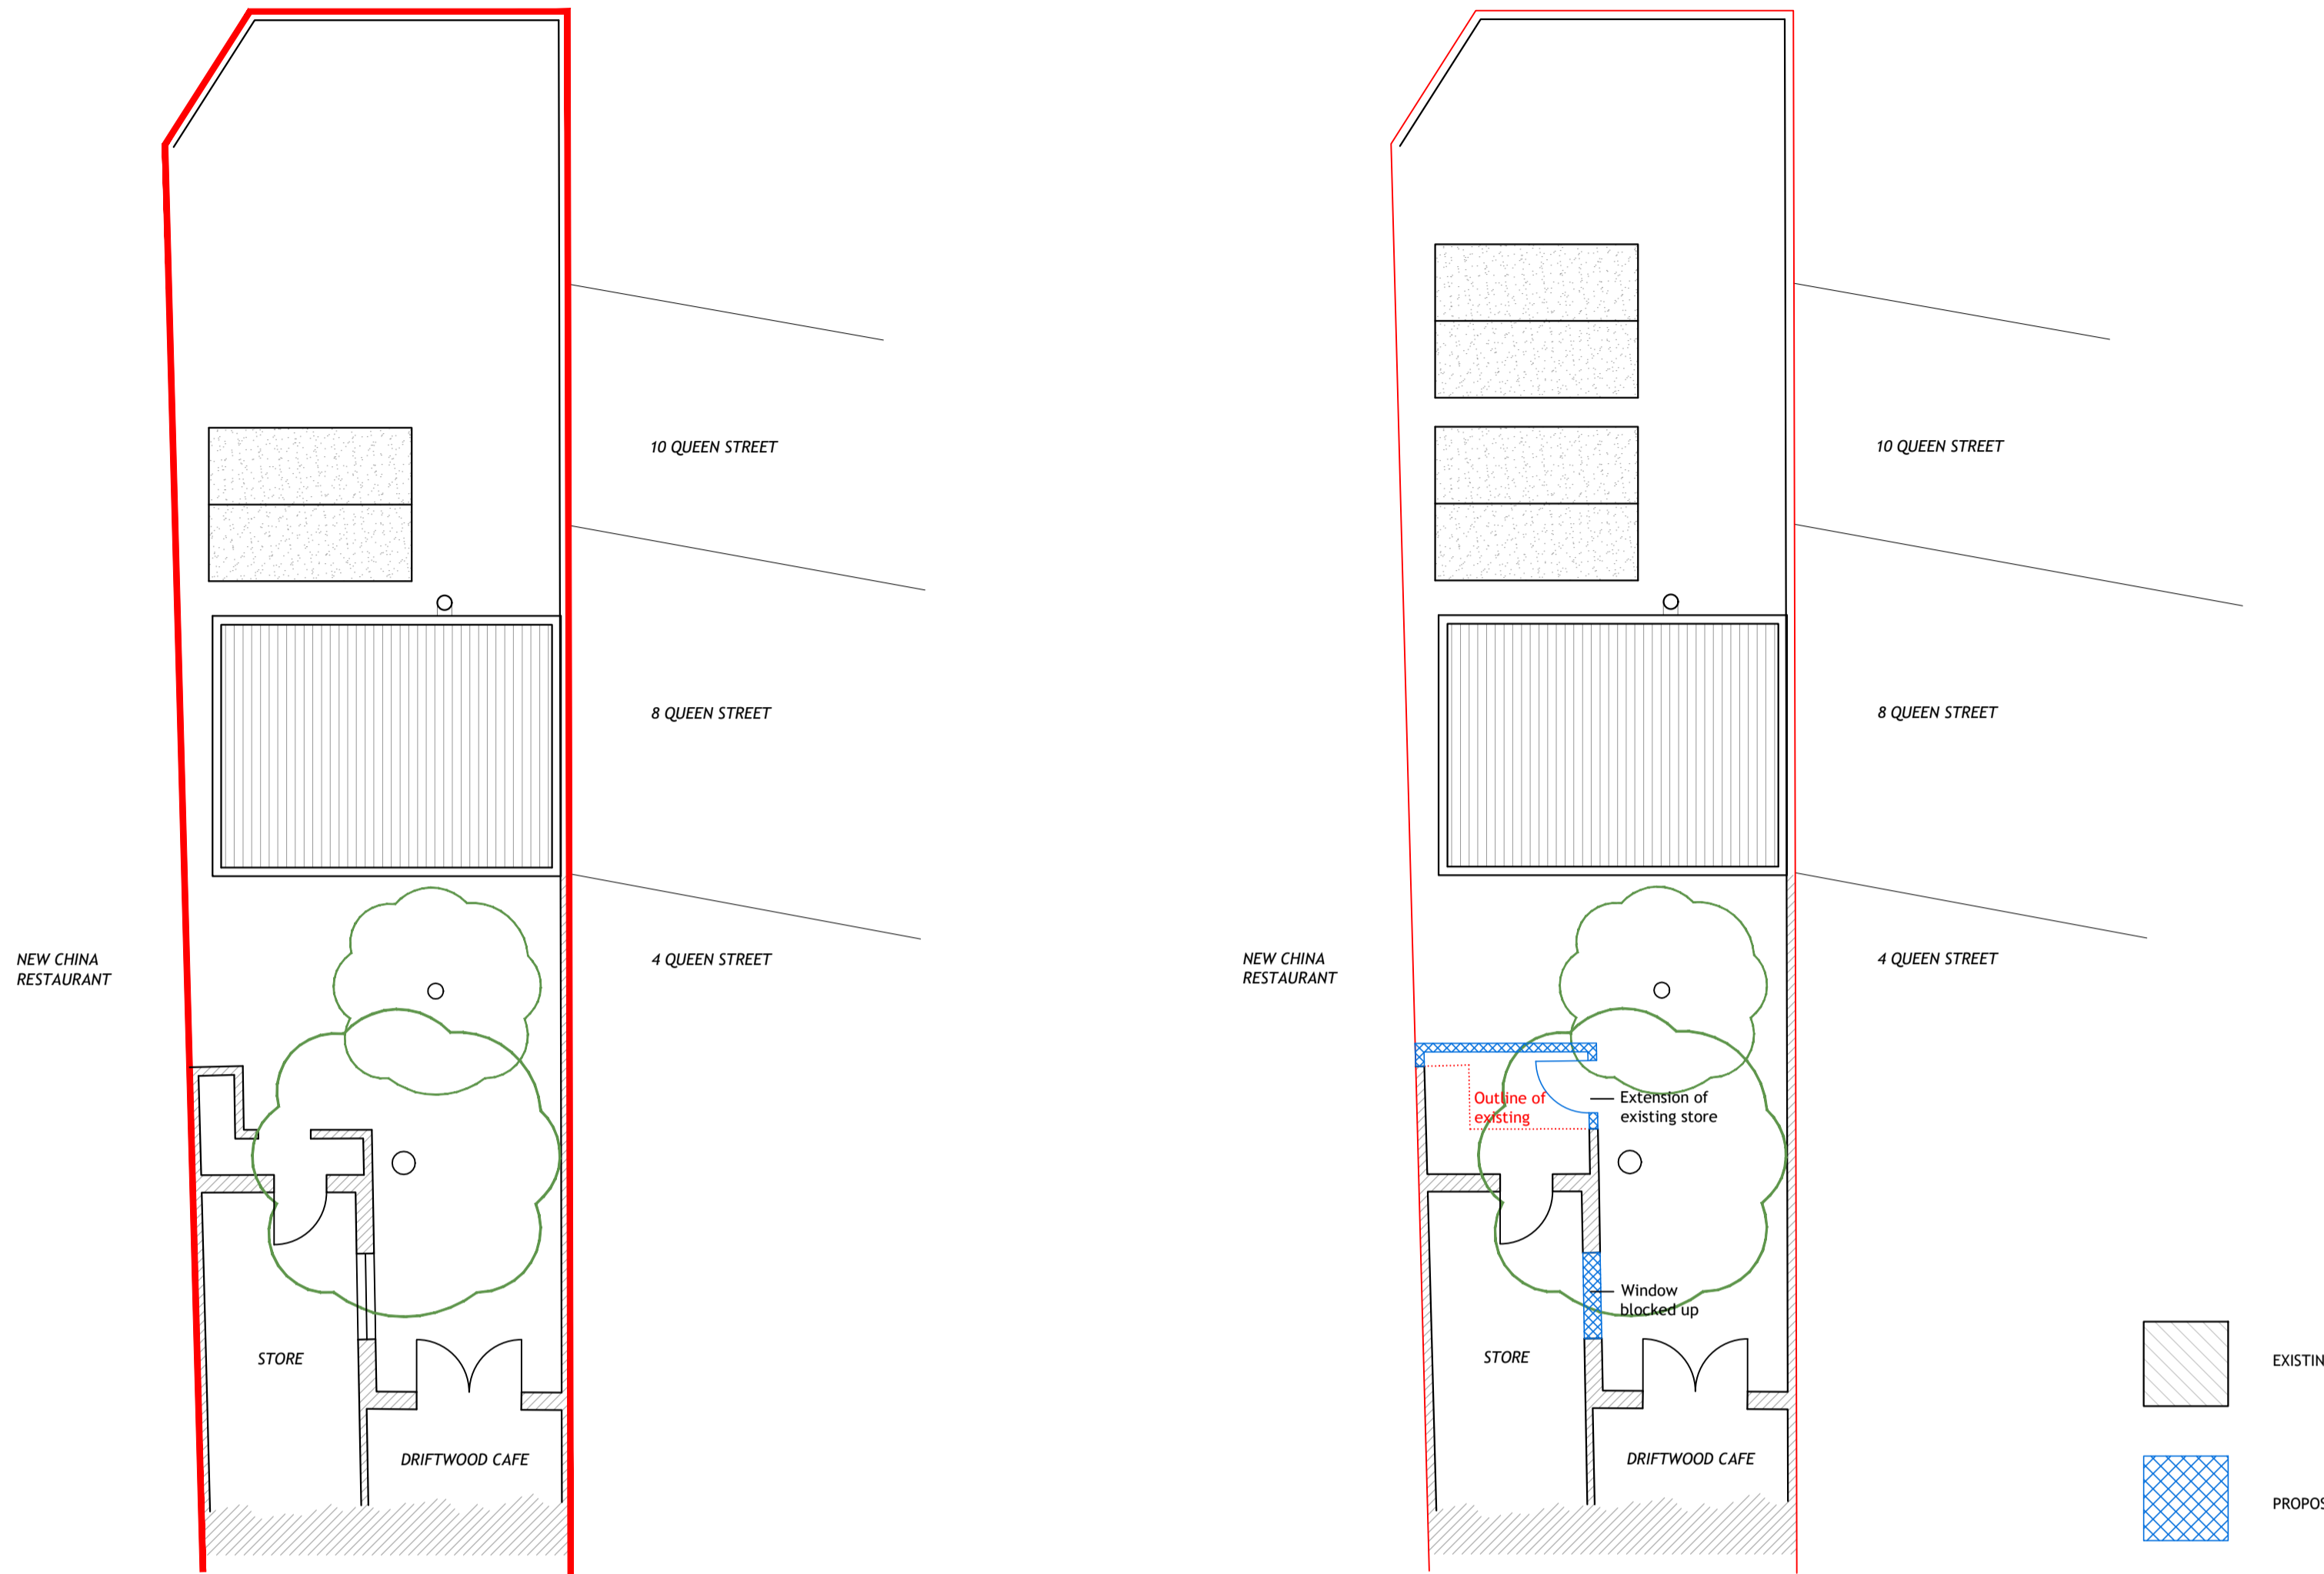 10 QUEEN STREET
8 QUEEN STREET
NEW CHINA
RESTAURANT
4 QUEEN STREET
STORE
DRIFTWOOD CAFE
10 QUEEN STREET
8 QUEEN STREET
NEW CHINA
RESTAURANT
4 QUEEN STREET
Outline of
existing
Extension of
existing store
Window
blocked up
STORE
DRIFTWOOD CAFE
EXISTIN
PROPOS